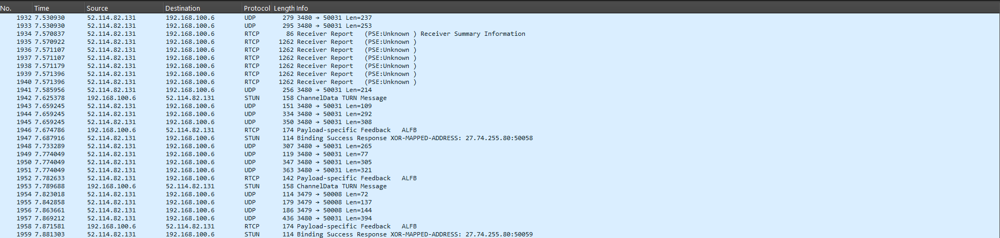 No. Time Source Destination Protocol Length Info
1932 7.530930 52.114.82.131 192.168.100.6 UDP 279 3480 → 50031 Len=237
1933 7.530930 52.114.82.131 192.168.100.6 UDP 295 3480 → 50031 Len=253
1934 7.570837 52.114.82.131 192.168.100.6 RTCP 86 Receiver Report (PSE:Unknown ) Receiver Summary Information
1935 7.570922 52.114.82.131 192.168.100.6 RTCP 1262 Receiver Report (PSE:Unknown )
1936 7.571107 52.114.82.131 192.168.100.6 RTCP 1262 Receiver Report (PSE:Unknown )
1937 7.571107 52.114.82.131 192.168.100.6 RTCP 1262 Receiver Report (PSE:Unknown )
1938 7.571179 52.114.82.131 192.168.100.6 RTCP 1262 Receiver Report (PSE:Unknown )
1939 7.571396 52.114.82.131 192.168.100.6 RTCP 1262 Receiver Report (PSE:Unknown )
1940 7.571396 52.114.82.131 192.168.100.6 RTCP 1262 Receiver Report (PSE:Unknown )
1941 7.585956 52.114.82.131 192.168.100.6 UDP 256 3480 → 50031 Len=214
1942 7.625378 192.168.100.6 52.114.82.131 STUN 158 ChannelData TURN Message
1943 7.659245 52.114.82.131 192.168.100.6 UDP 151 3480 → 50031 Len=109
1944 7.659245 52.114.82.131 192.168.100.6 UDP 334 3480 → 50031 Len=292
1945 7.659245 52.114.82.131 192.168.100.6 UDP 350 3480 → 50031 Len=308
1946 7.674786 192.168.100.6 52.114.82.131 RTCP 174 Payload-specific Feedback ALFB
1947 7.687916 52.114.82.131 192.168.100.6 STUN 114 Binding Success Response XOR-MAPPED-ADDRESS: 27.74.255.80:50058
1948 7.733289 52.114.82.131 192.168.100.6 UDP 307 3480 → 50031 Len=265
1949 7.774049 52.114.82.131 192.168.100.6 UDP 119 3480 → 50031 Len=77
1950 7.774049 52.114.82.131 192.168.100.6 UDP 347 3480 → 50031 Len=305
1951 7.774049 52.114.82.131 192.168.100.6 UDP 363 3480 → 50031 Len=321
1952 7.782633 52.114.82.131 192.168.100.6 RTCP 142 Payload-specific Feedback ALFB
1953 7.789688 192.168.100.6 52.114.82.131 STUN 158 ChannelData TURN Message
1954 7.823018 52.114.82.131 192.168.100.6 UDP 114 3479 → 50008 Len=72
1955 7.842858 52.114.82.131 192.168.100.6 UDP 179 3479 → 50008 Len=137
1956 7.863661 52.114.82.131 192.168.100.6 UDP 186 3479 → 50008 Len=144
1957 7.869212 52.114.82.131 192.168.100.6 UDP 436 3480 → 50031 Len=394
1958 7.871581 192.168.100.6 52.114.82.131 RTCP 174 Payload-specific Feedback ALFB
1959 7.881303 52.114.82.131 192.168.100.6 STUN 114 Binding Success Response XOR-MAPPED-ADDRESS: 27.74.255.80:50059